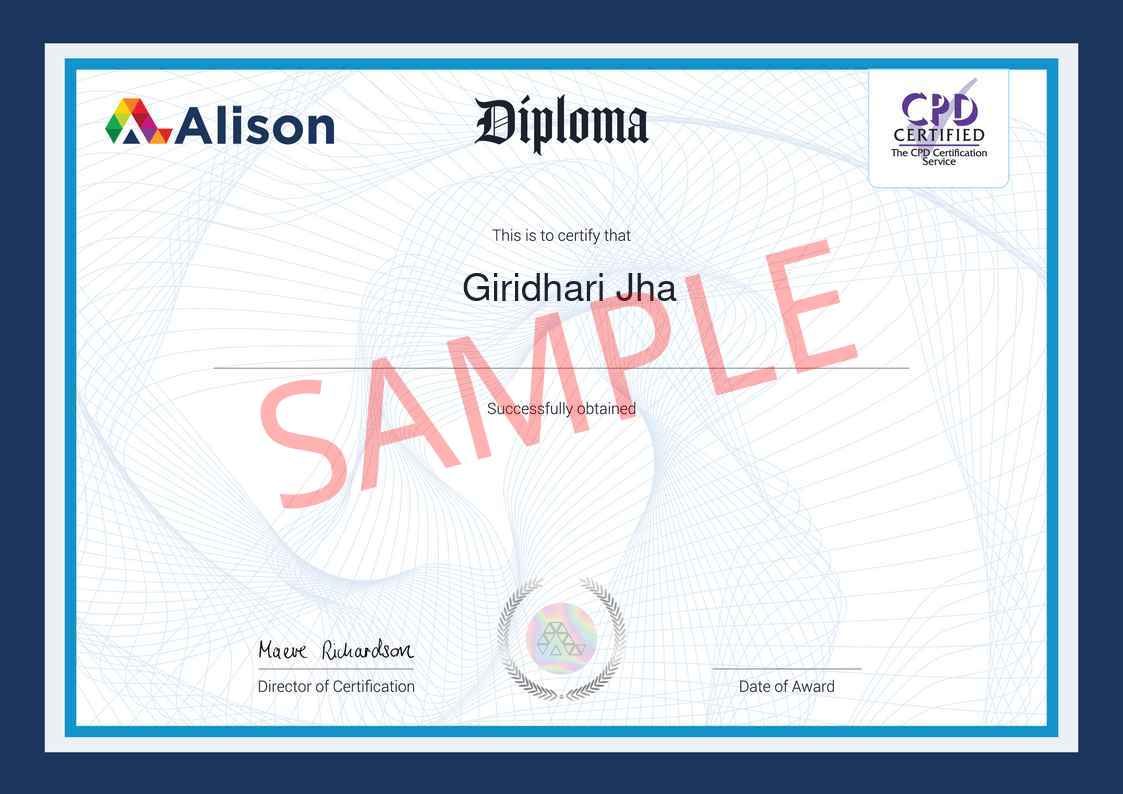 Alison
Diploma
CPD
CERTIFIED
The CPD Certification
Service
This is to certify that
Giridhari Jha
SAMPLE
Successfully obtained
Maeve Richardson
Director of Certification
Date of Award